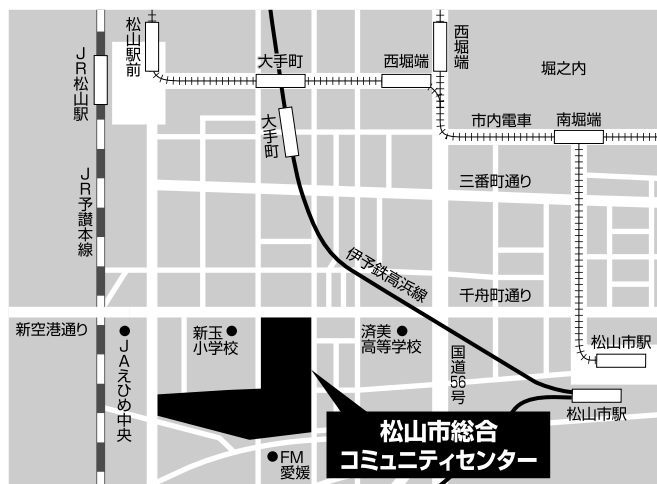 松山駅前
大手町
西堀端
西堀端
堀之内
JR松山駅
大手町
市内電車
南堀端
JR予讃本線
三番町通り
伊予鉄高浜線
千舟町通り
新空港通り
JAえひめ中央
新玉
小学校
済美
高等学校
国道56号
松山市駅
松山市駅
松山市総合
コミュニティセンター
FM
愛媛